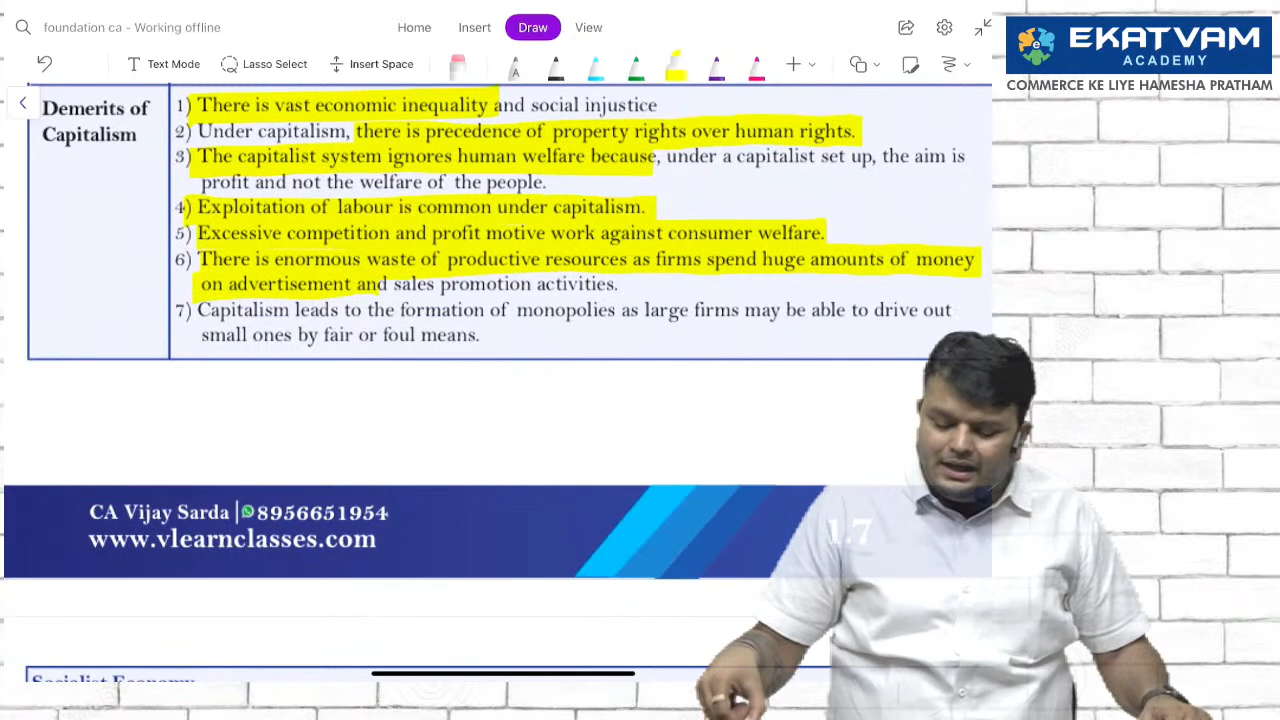 foundation ca - Working offline
Home Insert Draw View
EKATVAM
ACADEMY
COMMERCE KE LIYE HAMESHA PRATHAM
Text Mode Lasso Select Insert Space
Demerits of
Capitalism
1) There is vast economic inequality and social injustice
2) Under capitalism, there is precedence of property rights over human rights.
3) The capitalist system ignores human welfare because, under a capitalist set up, the aim is
profit and not the welfare of the people.
4) Exploitation of labour is common under capitalism.
5) Excessive competition and profit motive work against consumer welfare.
6) There is enormous waste of productive resources as firms spend huge amounts of money
on advertisement and sales promotion activities.
7) Capitalism leads to the formation of monopolies as large firms may be able to drive out
small ones by fair or foul means.
CA Vijay Sarda | 8956651954
www.vlearnclasses.com
1.7
Socialist Economy